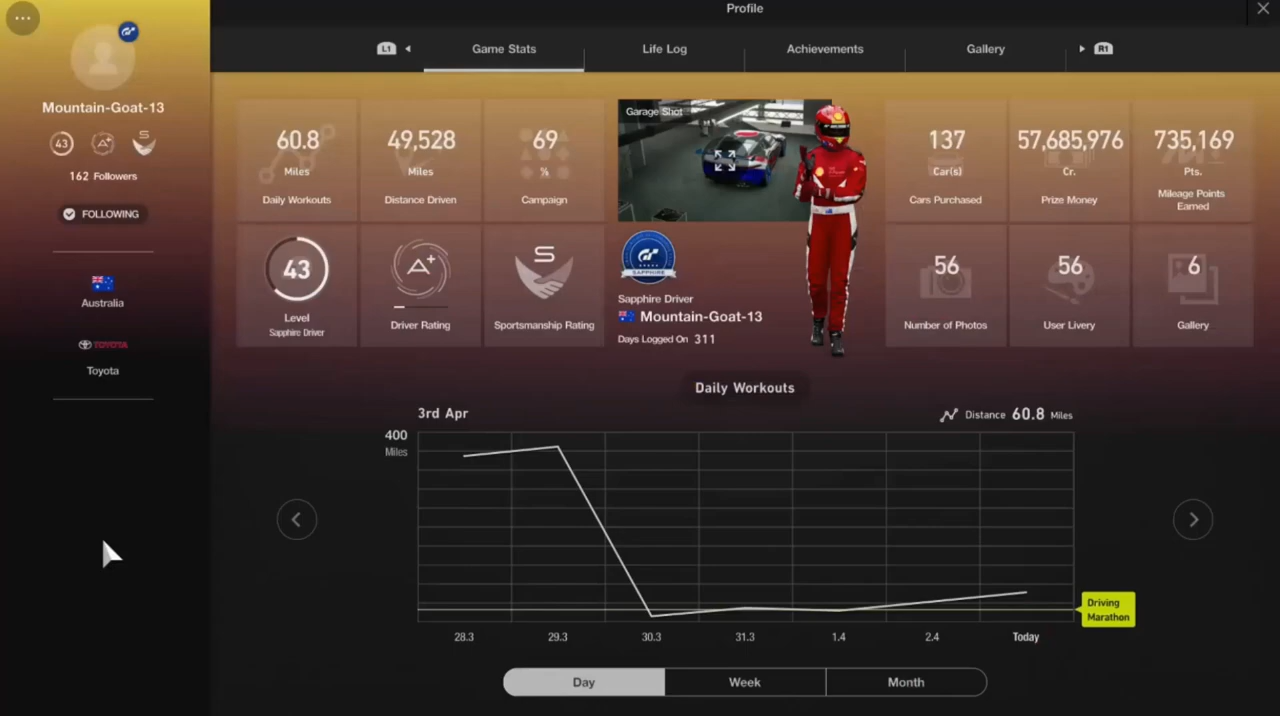 Profile
L1
Game Stats
Life Log
Achievements
Gallery
R1
Mountain-Goat-13
43
A+
S
162 Followers
FOLLOWING
Australia
TOYOTA
Toyota
60.8
Miles
Daily Workouts
49,528
Miles
Distance Driven
69
%
Campaign
Garage Shot
137
Car(s)
Cars Purchased
57,685,976
Cr.
Prize Money
735,169
Pts.
Mileage Points
Earned
43
Level
Sapphire Driver
A+
Driver Rating
S
Sportsmanship Rating
SAPPHIRE
Sapphire Driver
Mountain-Goat-13
Days Logged On 311
56
Number of Photos
56
User Livery
6
Gallery
Daily Workouts
3rd Apr
Distance 60.8 Miles
400
Miles
Driving
Marathon
28.3
29.3
30.3
31.3
1.4
2.4
Today
Day
Week
Month